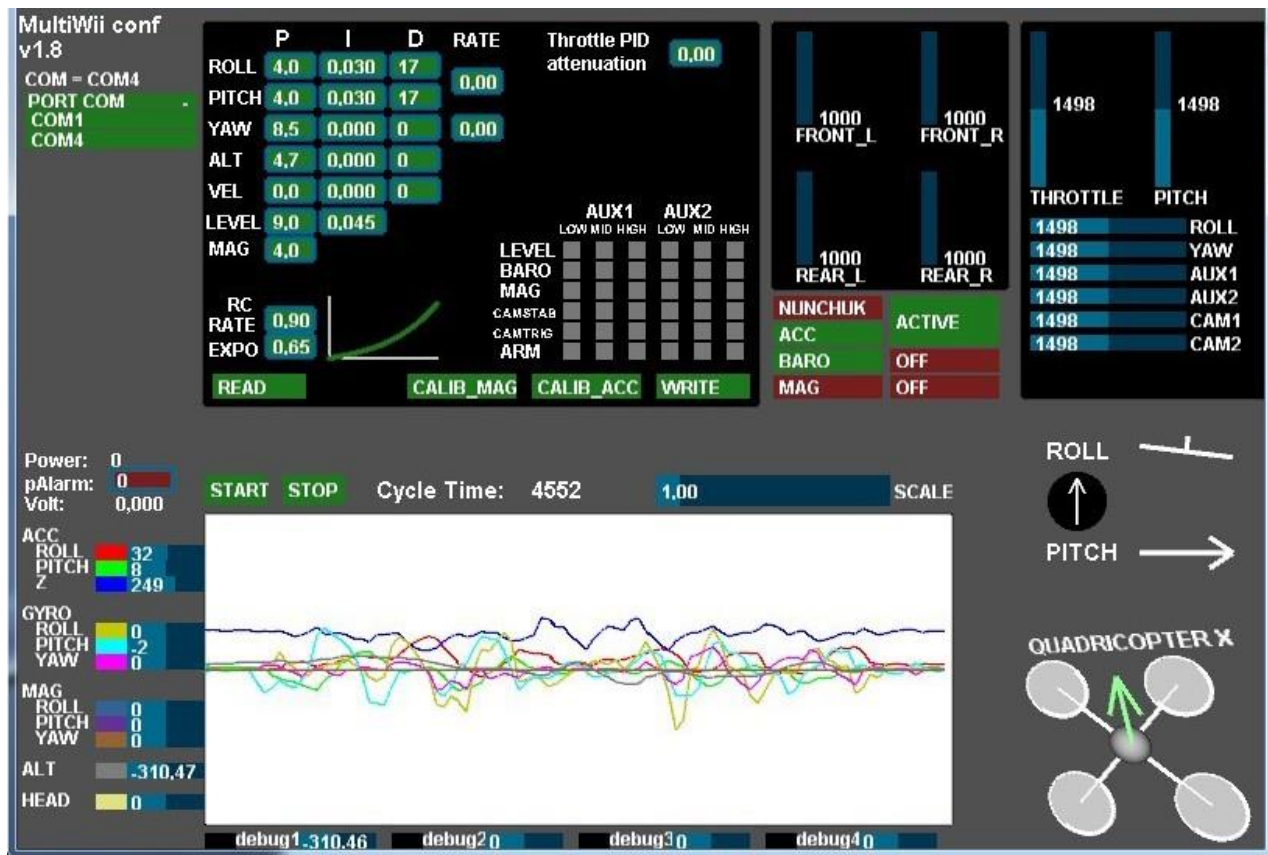 MultiWii conf
v1.8
COM = COM4
PORT COM -
COM1
COM4
P I D RATE
Throttle PID
attenuation 0,00
ROLL 4,0 0,030 17
0,00
PITCH 4,0 0,030 17
YAW 8,5 0,000 0 0,00
ALT 4,7 0,000 0
VEL 0,0 0,000 0
LEVEL 9,0 0,045
MAG 4,0
AUX1 AUX2
LOW MID HIGH LOW MID HIGH
LEVEL
BARO
MAG
CAMSTAB
CAMTRIG
ARM
RC
RATE 0,90
EXPO 0,65
READ CALIB_MAG CALIB_ACC WRITE
1000 1000
FRONT_L FRONT_R
1000 1000
REAR_L REAR_R
NUNCHUK
ACC ACTIVE
BARO OFF
MAG OFF
1498 1498
THROTTLE PITCH
1498 ROLL
1498 YAW
1498 AUX1
1498 AUX2
1498 CAM1
1498 CAM2
Power: 0
pAlarm: 0
Volt: 0,000
START STOP Cycle Time: 4552 1,00 SCALE
ACC
ROLL 32
PITCH 8
Z 249
GYRO
ROLL 0
PITCH -2
YAW 0
MAG
ROLL 0
PITCH 0
YAW 0
ALT -310,47
HEAD 0
debug1 -310,46 debug2 0 debug3 0 debug4 0
ROLL
PITCH
QUADRICOPTER X